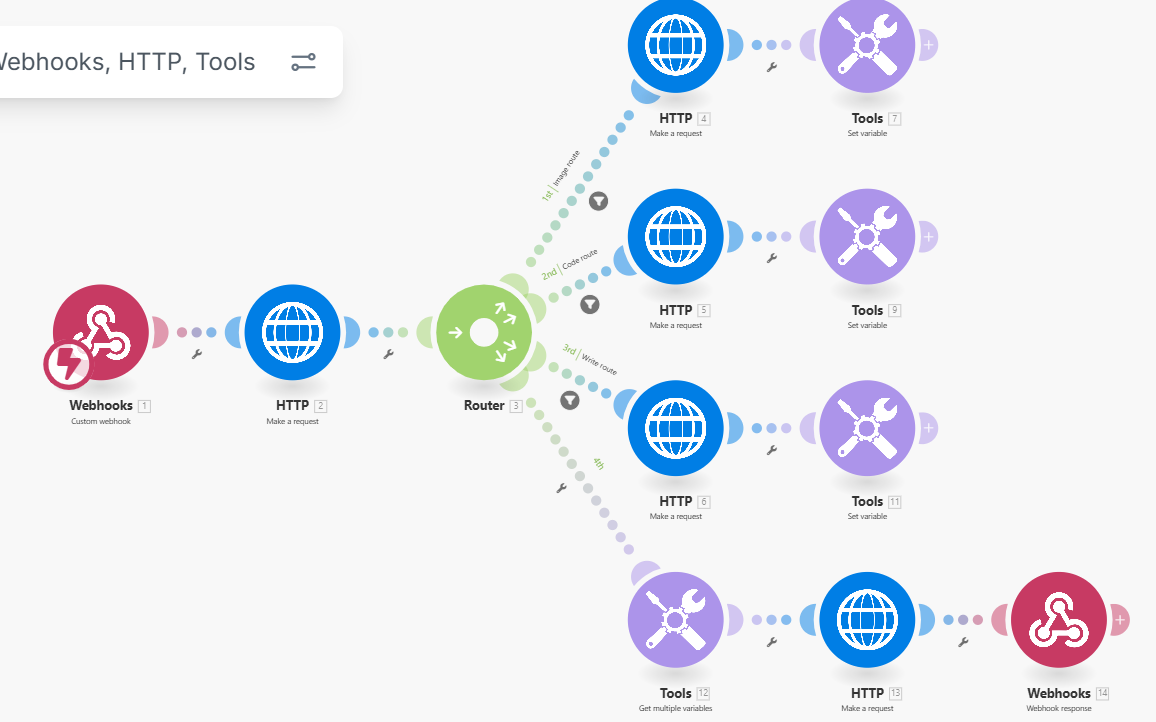 Webhooks, HTTP, Tools
HTTP 4
Make a request
Tools 7
Set variable
1st | Image route
HTTP 5
Make a request
Tools 9
Set variable
2nd | Code route
Webhooks 1
Custom webhook
HTTP 2
Make a request
Router 3
3rd | Write route
HTTP 6
Make a request
Tools 11
Set variable
4th
Tools 12
Get multiple variables
HTTP 13
Make a request
Webhooks 14
Webhook response